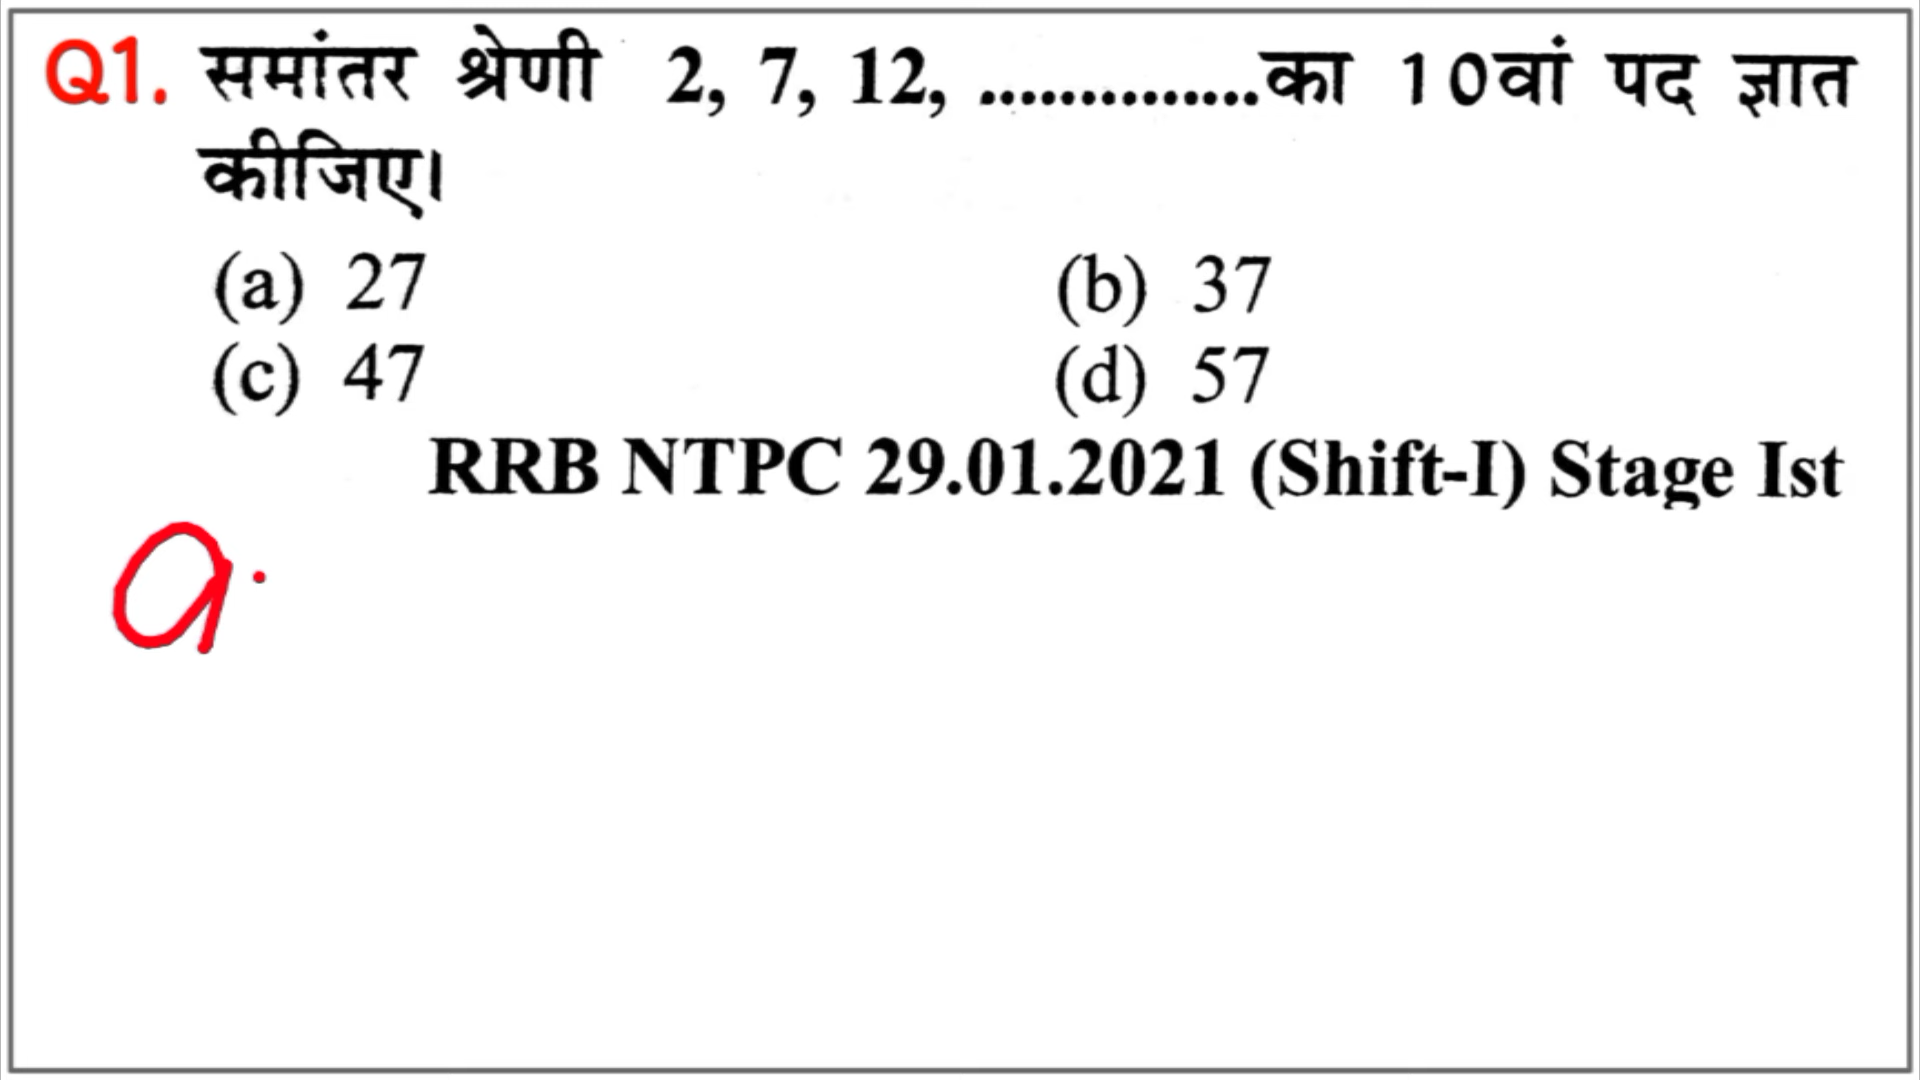 Q1. समांतर श्रेणी 2, 7, 12, ..............का 10वां पद ज्ञात
कीजिए।
(a) 27 (b) 37
(c) 47 (d) 57
RRB NTPC 29.01.2021 (Shift-I) Stage Ist
a